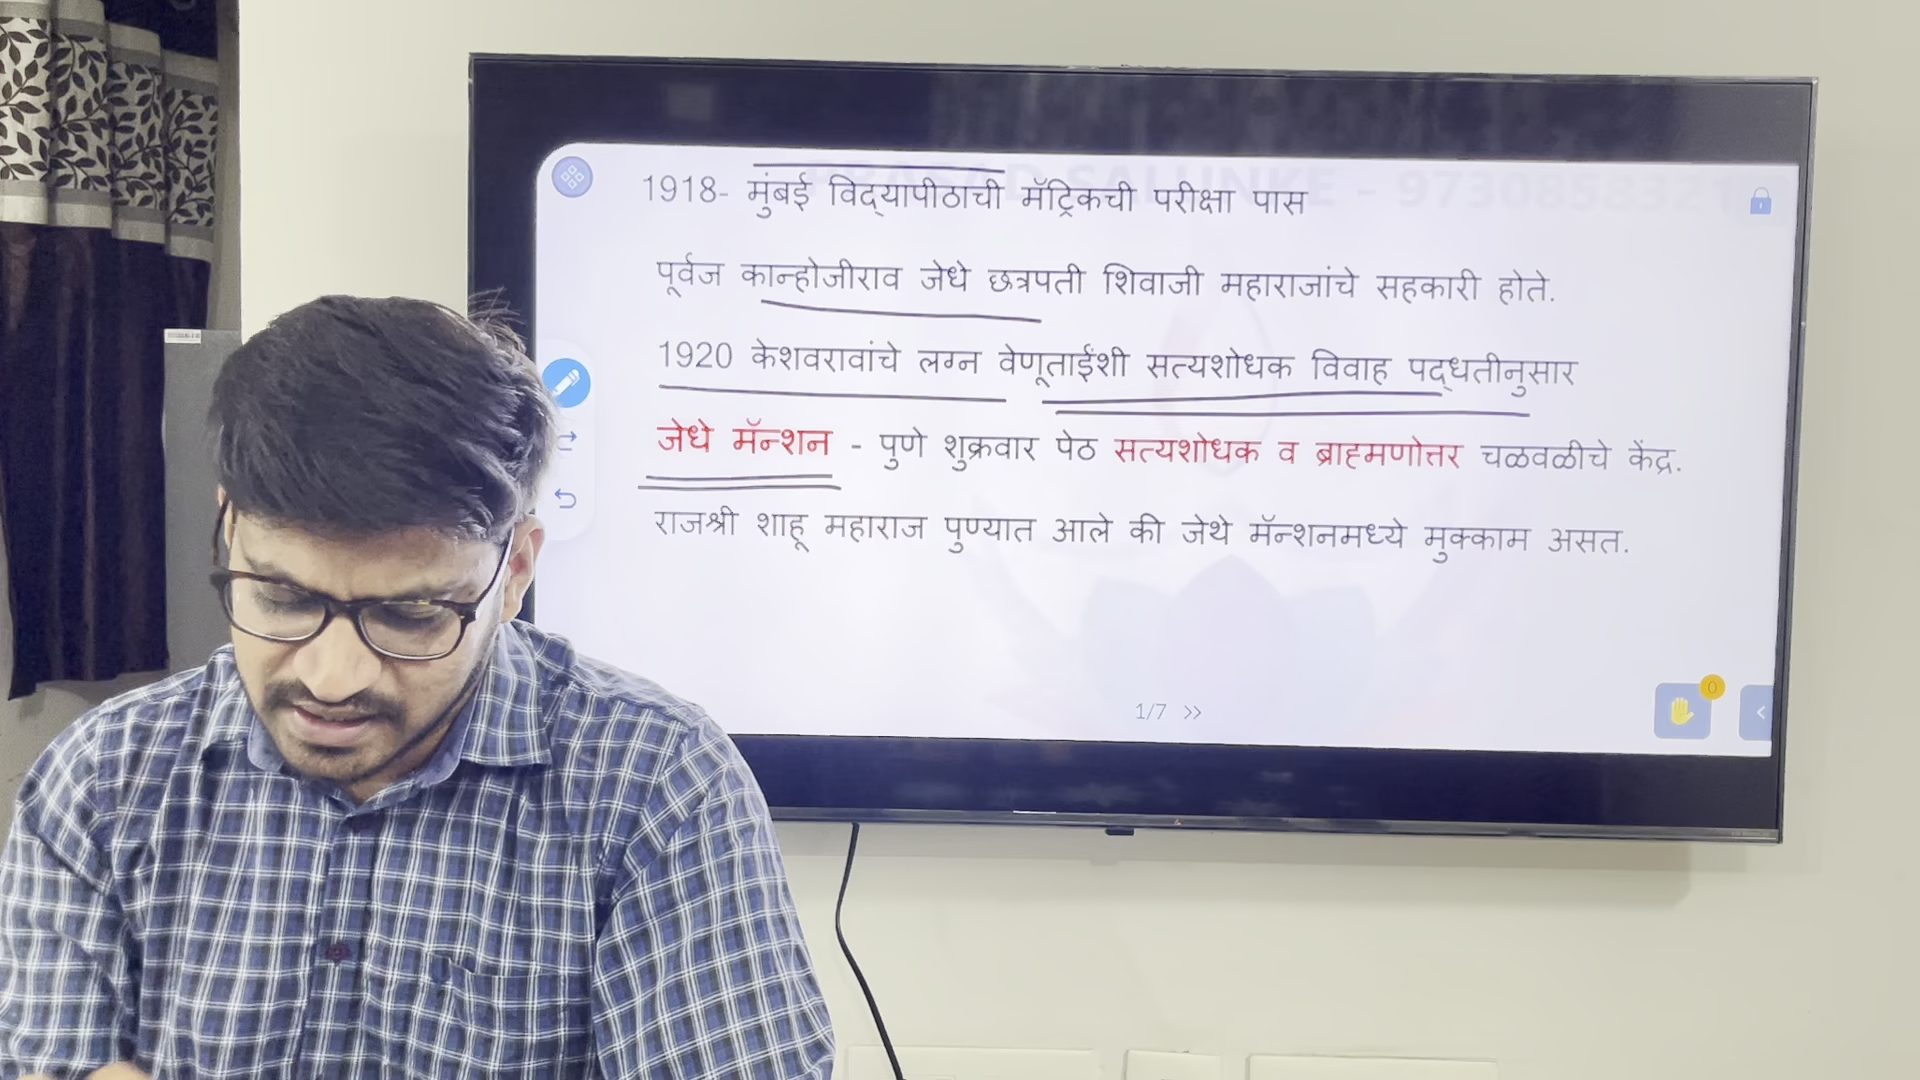 1918- मुंबई विद्‌यापीठाची मॅट्रिकची परीक्षा पास
पूर्वज कान्होजीराव जेधे छत्रपती शिवाजी महाराजांचे सहकारी होते.
1920 केशवरावांचे लग्न वेणूताईंशी सत्यशोधक विवाह पद्‌धतीनुसार
जेधे मॅन्शन - पुणे शुक्रवार पेठ सत्यशोधक व ब्राह्मणोत्तर चळवळीचे केंद्र.
राजश्री शाहू महाराज पुण्यात आले की जेथे मॅन्शनमध्ये मुक्काम असत.
1/7 >>
0